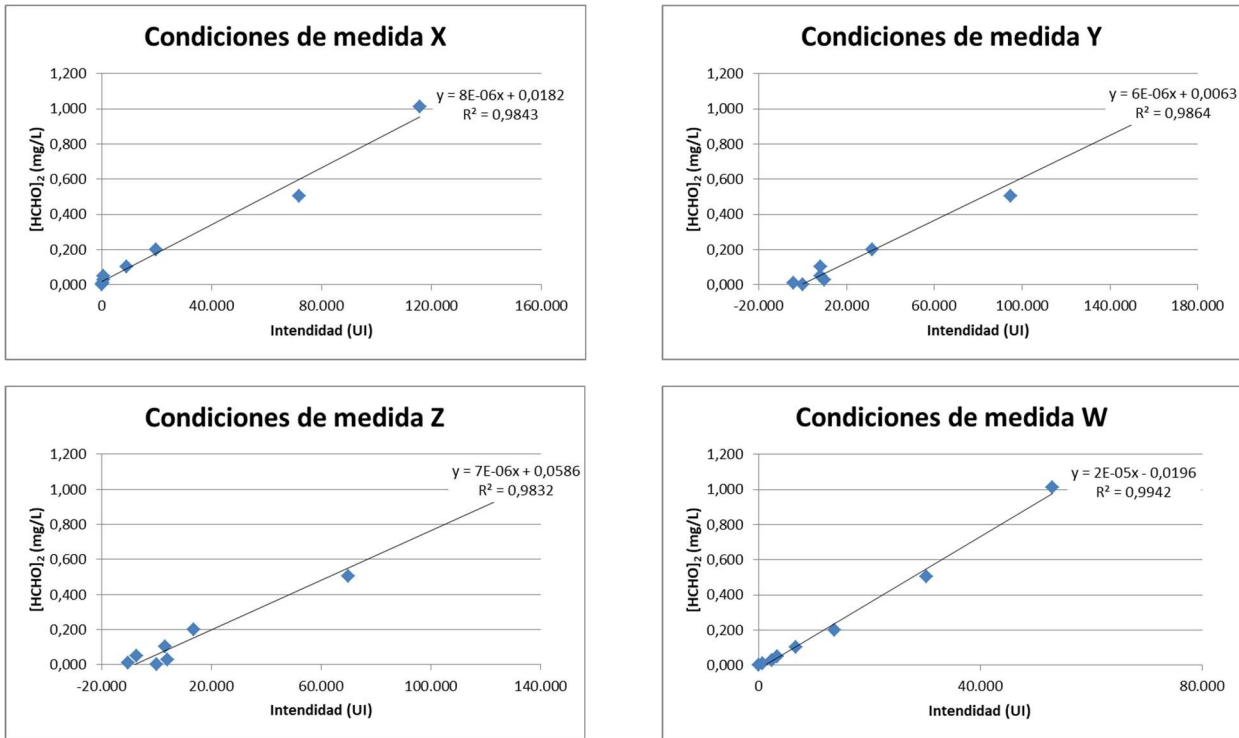 Condiciones de medida X
1,200
1,000
0,800
0,600
0,400
0,200
0,000
[HCHO]₂ (mg/L)
y = 8E-06x + 0,0182
R² = 0,9843
0 40.000 80.000 120.000 160.000
Intendidad (UI)
Condiciones de medida Y
1,200
1,000
0,800
0,600
0,400
0,200
0,000
[HCHO]₂ (mg/L)
y = 6E-06x + 0,0063
R² = 0,9864
-20.000 20.000 60.000 100.000 140.000 180.000
Intendidad (UI)
Condiciones de medida Z
1,200
1,000
0,800
0,600
0,400
0,200
0,000
[HCHO]₂ (mg/L)
y = 7E-06x + 0,0586
R² = 0,9832
-20.000 20.000 60.000 100.000 140.000
Intendidad (UI)
Condiciones de medida W
1,200
1,000
0,800
0,600
0,400
0,200
0,000
[HCHO]₂ (mg/L)
y = 2E-05x - 0,0196
R² = 0,9942
0 40.000 80.000
Intendidad (UI)